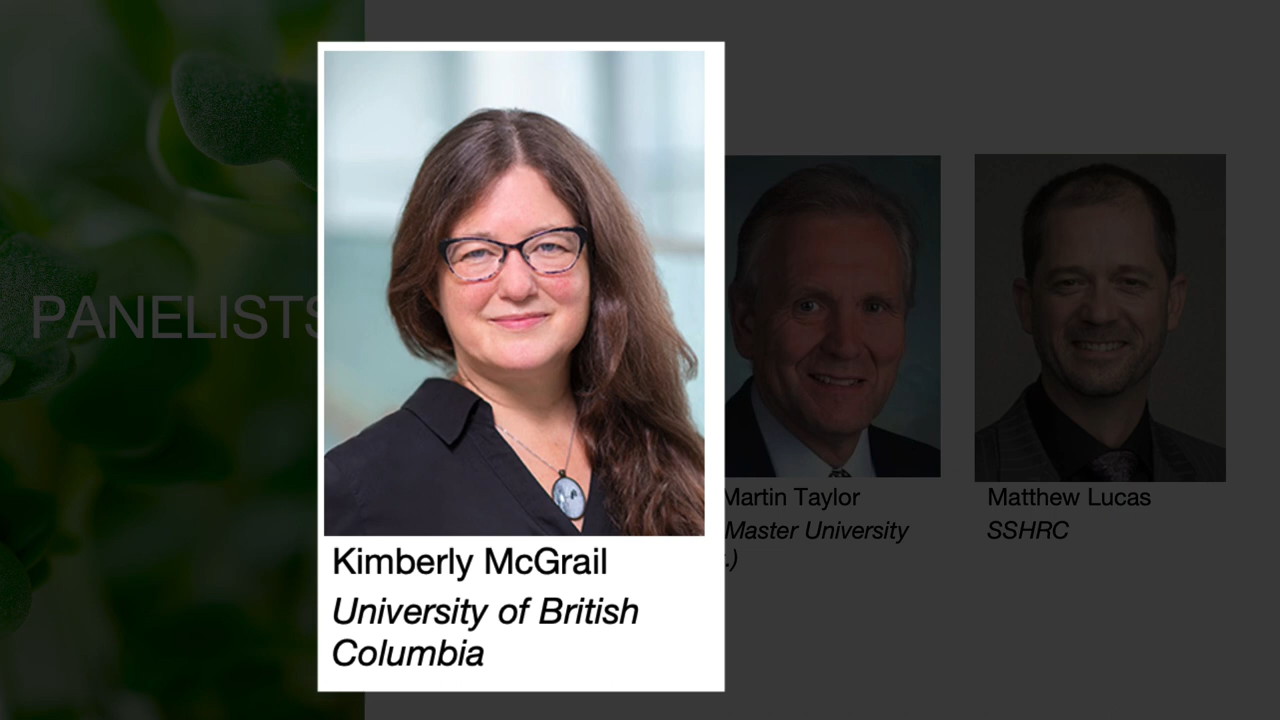 PANELISTS
Kimberly McGrail
University of British
Columbia
Martin Taylor
Master University
.)
Matthew Lucas
SSHRC